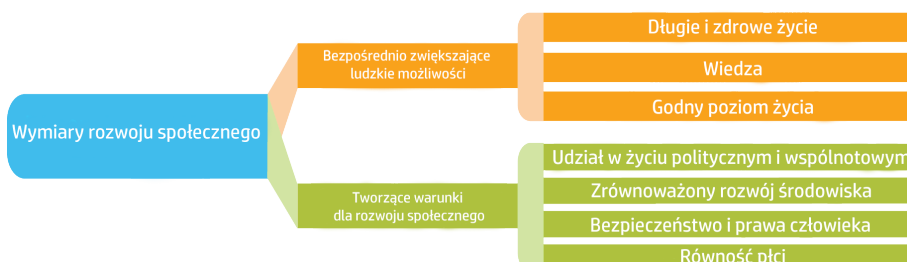 Wymiary rozwoju społecznego
Bezpośrednio zwiększające
ludzkie możliwości
Długie i zdrowe życie
Wiedza
Godny poziom życia
Tworzące warunki
dla rozwoju społecznego
Udział w życiu politycznym i wspólnotowym
Zrównoważony rozwój środowiska
Bezpieczeństwo i prawa człowieka
Równość płci